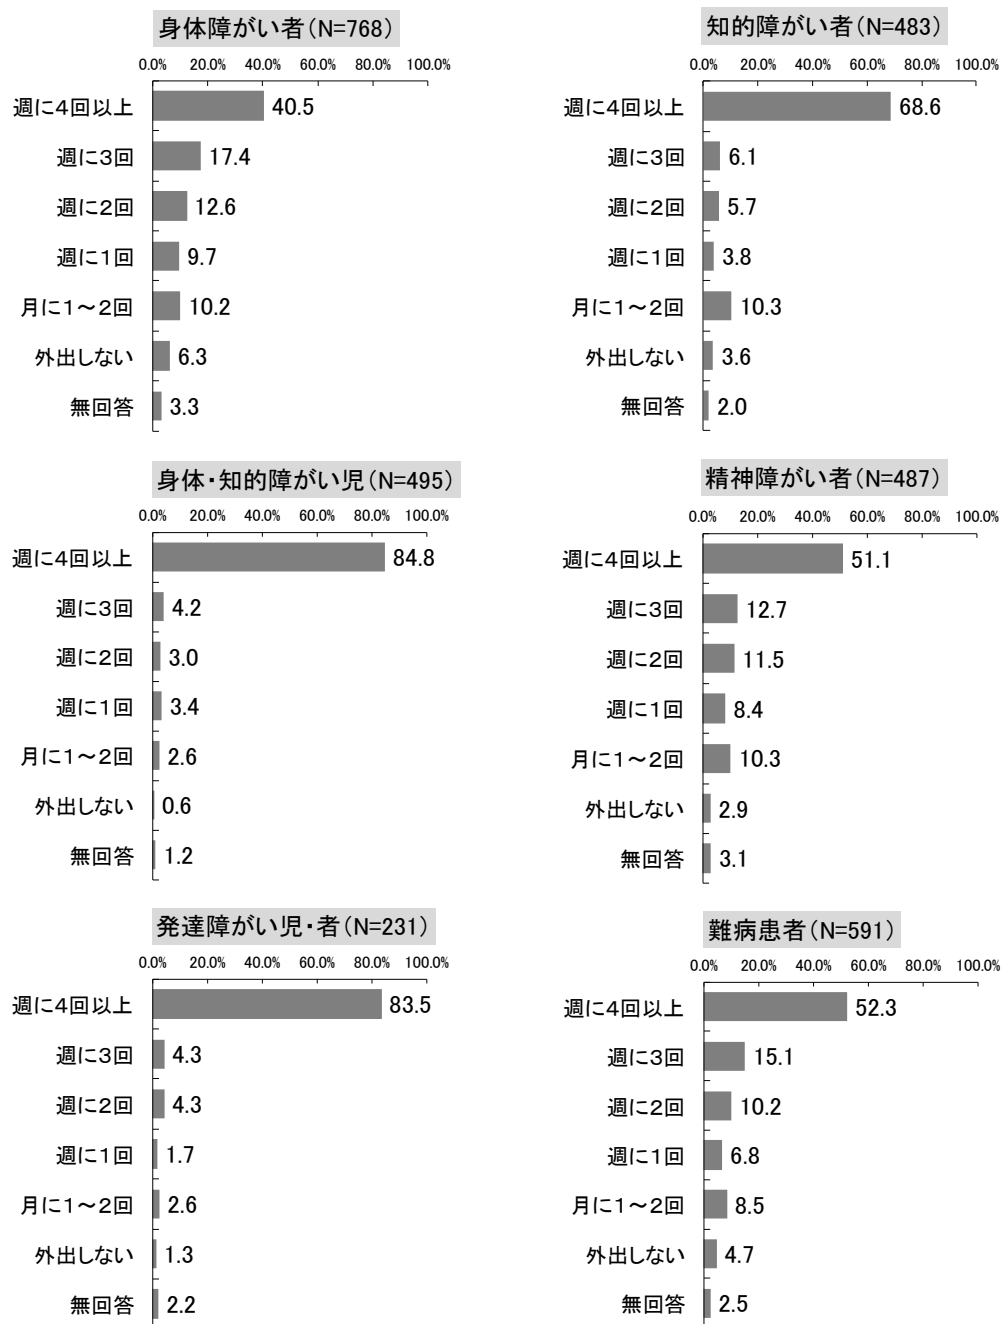 身体障がい者(N=768)
0.0% 20.0% 40.0% 60.0% 80.0% 100.0%
週に4回以上 40.5
週に3回 17.4
週に2回 12.6
週に1回 9.7
月に1~2回 10.2
外出しない 6.3
無回答 3.3
知的障がい者(N=483)
0.0% 20.0% 40.0% 60.0% 80.0% 100.0%
週に4回以上 68.6
週に3回 6.1
週に2回 5.7
週に1回 3.8
月に1~2回 10.3
外出しない 3.6
無回答 2.0
身体・知的障がい児(N=495)
0.0% 20.0% 40.0% 60.0% 80.0% 100.0%
週に4回以上 84.8
週に3回 4.2
週に2回 3.0
週に1回 3.4
月に1~2回 2.6
外出しない 0.6
無回答 1.2
精神障がい者(N=487)
0.0% 20.0% 40.0% 60.0% 80.0% 100.0%
週に4回以上 51.1
週に3回 12.7
週に2回 11.5
週に1回 8.4
月に1~2回 10.3
外出しない 2.9
無回答 3.1
発達障がい児・者(N=231)
0.0% 20.0% 40.0% 60.0% 80.0% 100.0%
週に4回以上 83.5
週に3回 4.3
週に2回 4.3
週に1回 1.7
月に1~2回 2.6
外出しない 1.3
無回答 2.2
難病患者(N=591)
0.0% 20.0% 40.0% 60.0% 80.0% 100.0%
週に4回以上 52.3
週に3回 15.1
週に2回 10.2
週に1回 6.8
月に1~2回 8.5
外出しない 4.7
無回答 2.5